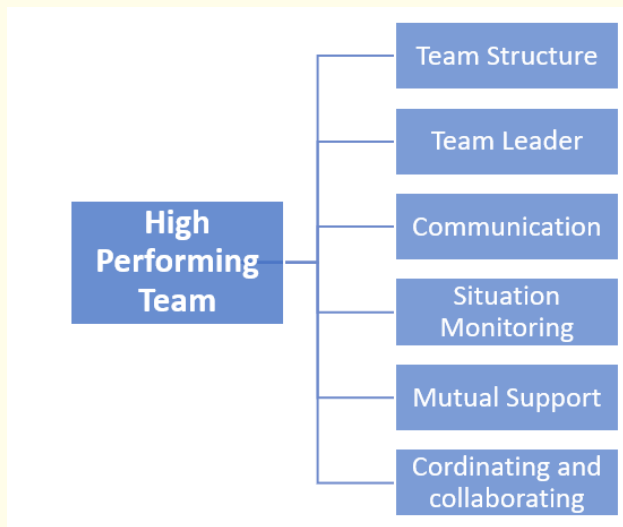 High
Performing
Team
Team Structure
Team Leader
Communication
Situation
Monitoring
Mutual Support
Cordinating and
collaborating